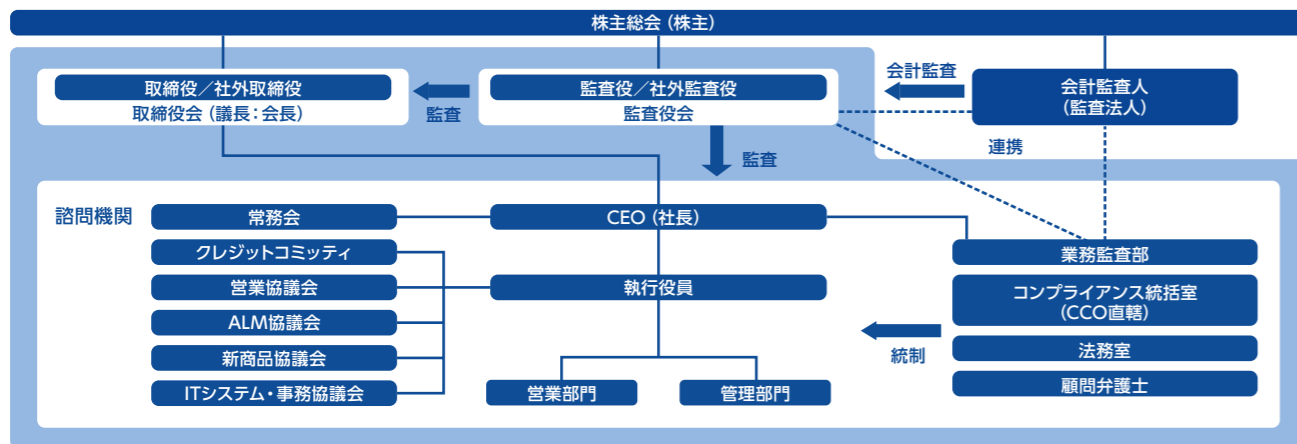 株主総会（株主）
取締役／社外取締役
取締役会（議長：会長）
監査
監査役／社外監査役
監査役会
会計監査
会計監査人
（監査法人）
連携
監査
諮問機関
常務会
CEO（社長）
クレジットコミッティ
業務監査部
営業協議会
執行役員
コンプライアンス統括室
（CCO直轄）
ALM協議会
統制
法務室
新商品協議会
顧問弁護士
ITシステム・事務協議会
営業部門
管理部門